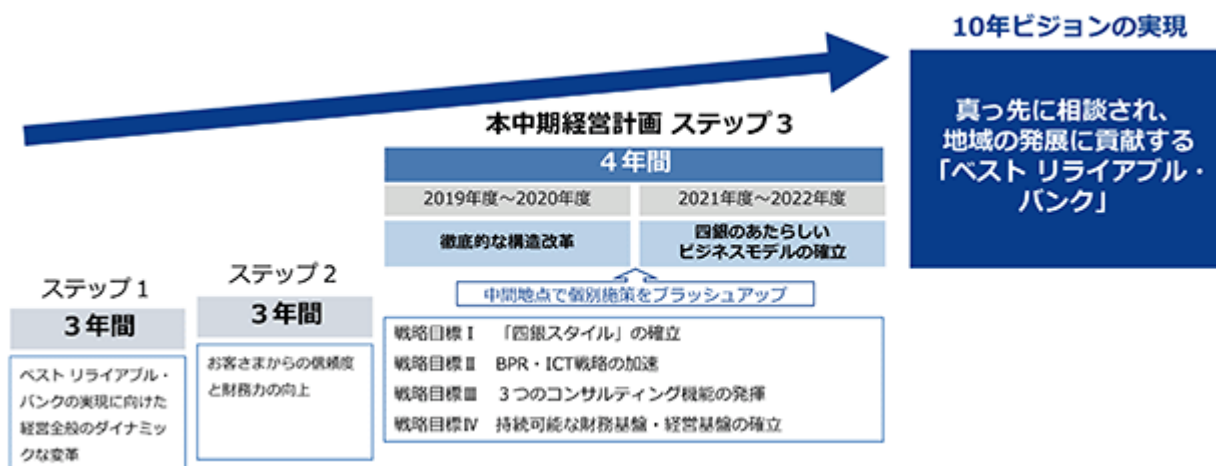 10年ビジョンの実現
真っ先に相談され、
地域の発展に貢献する
「ベスト リライアブル・
バンク」
本中期経営計画 ステップ3
4年間
2019年度～2020年度
2021年度～2022年度
徹底的な構造改革
四銀のあたらしい
ビジネスモデルの確立
中間地点で個別施策をブラッシュアップ
ステップ1
3年間
ベスト リライアブル・
バンクの実現に向けた
経営全般のダイナミッ
クな変革
ステップ2
3年間
お客さまからの信頼度
と財務力の向上
戦略目標Ⅰ 「四銀スタイル」の確立
戦略目標Ⅱ BPR・ICT戦略の加速
戦略目標Ⅲ 3つのコンサルティング機能の発揮
戦略目標Ⅳ 持続可能な財務基盤・経営基盤の確立